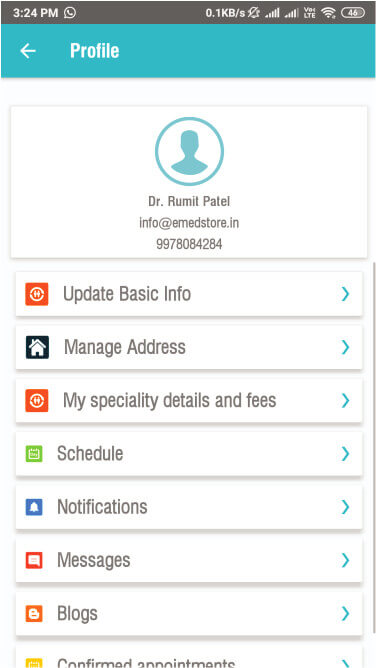 3:24 PM 0.1KB/s Vo) LTE 46
Profile
Dr. Rumit Patel
info@emedstore.in
9978084284
Update Basic Info
Manage Address
My speciality details and fees
Schedule
Notifications
Messages
Blogs
Confirmed appointments